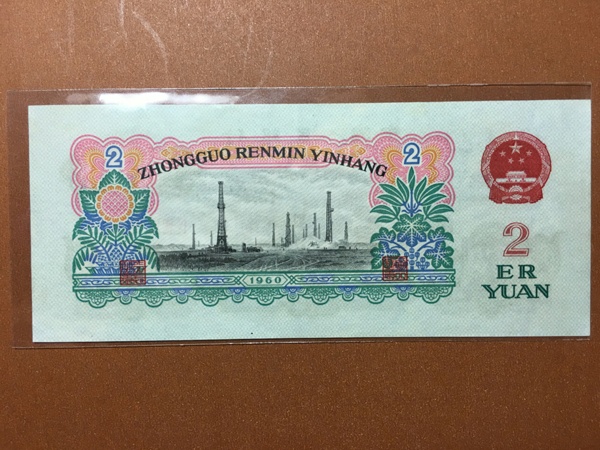 2
2
ZHONGGUO RENMIN YINHANG
1960
2
ER
YUAN